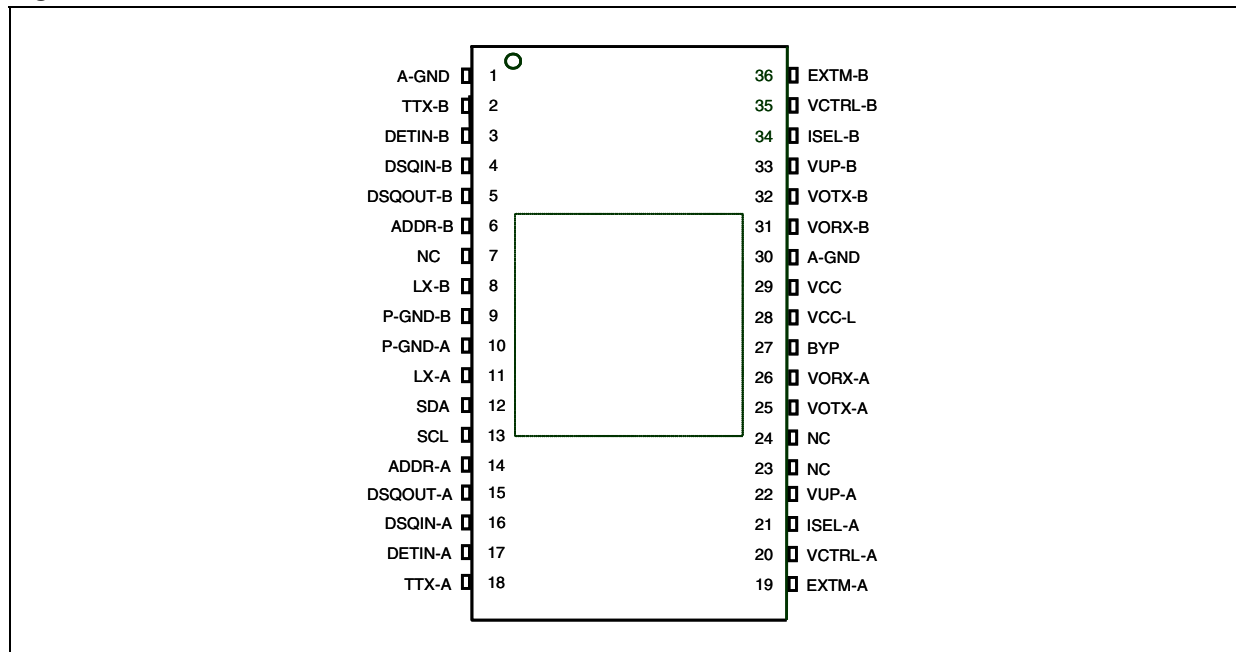 A-GND 1 36 EXTM-B
TTX-B 2 35 VCTRL-B
DETIN-B 3 34 ISEL-B
DSQIN-B 4 33 VUP-B
DSQOUT-B 5 32 VOTX-B
ADDR-B 6 31 VORX-B
NC 7 30 A-GND
LX-B 8 29 VCC
P-GND-B 9 28 VCC-L
P-GND-A 10 27 BYP
LX-A 11 26 VORX-A
SDA 12 25 VOTX-A
SCL 13 24 NC
ADDR-A 14 23 NC
DSQOUT-A 15 22 VUP-A
DSQIN-A 16 21 ISEL-A
DETIN-A 17 20 VCTRL-A
TTX-A 18 19 EXTM-A